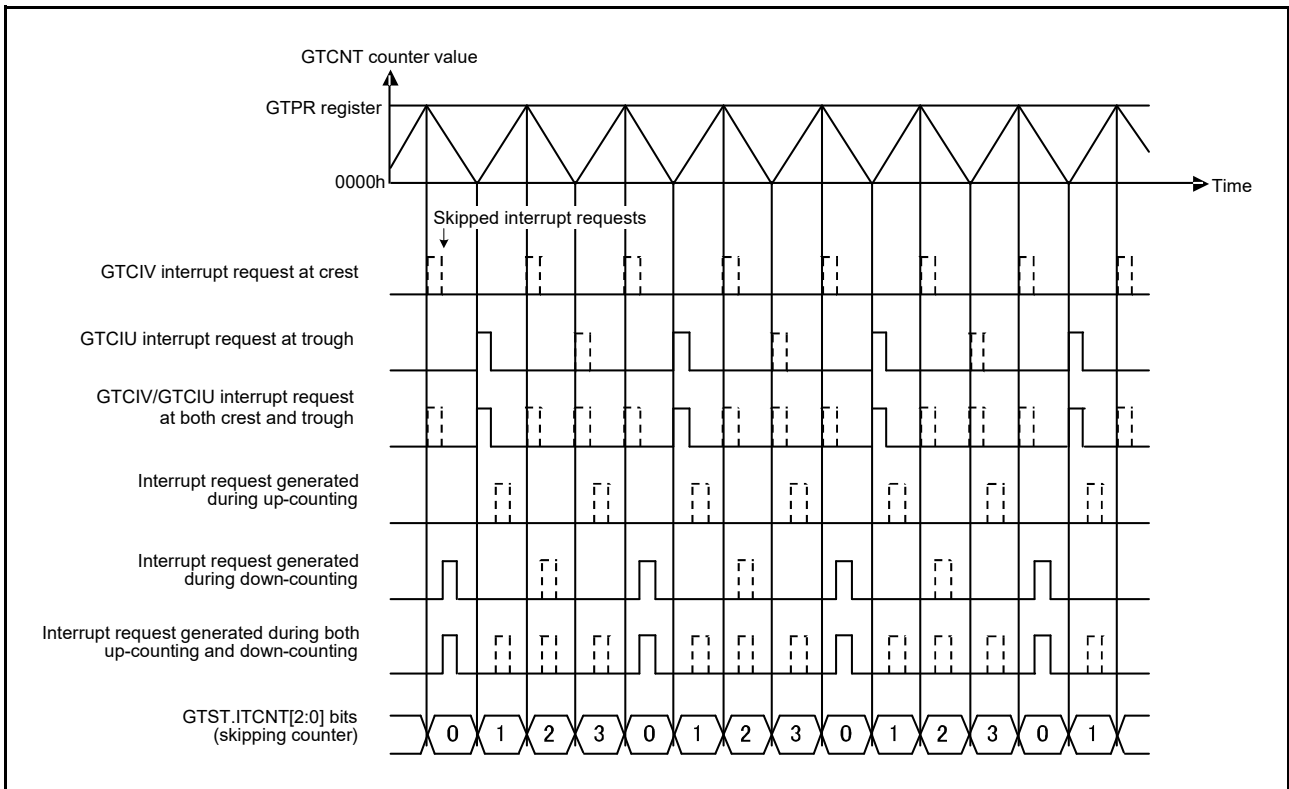 GTCNT counter value
GTPR register
0000h
Time
Skipped interrupt requests
GTCIV interrupt request at crest
GTCIU interrupt request at trough
GTCIV/GTCIU interrupt request
at both crest and trough
Interrupt request generated
during up-counting
Interrupt request generated
during down-counting
Interrupt request generated during both
up-counting and down-counting
GTST.ITCNT[2:0] bits
(skipping counter)
0 1 2 3 0 1 2 3 0 1 2 3 0 1